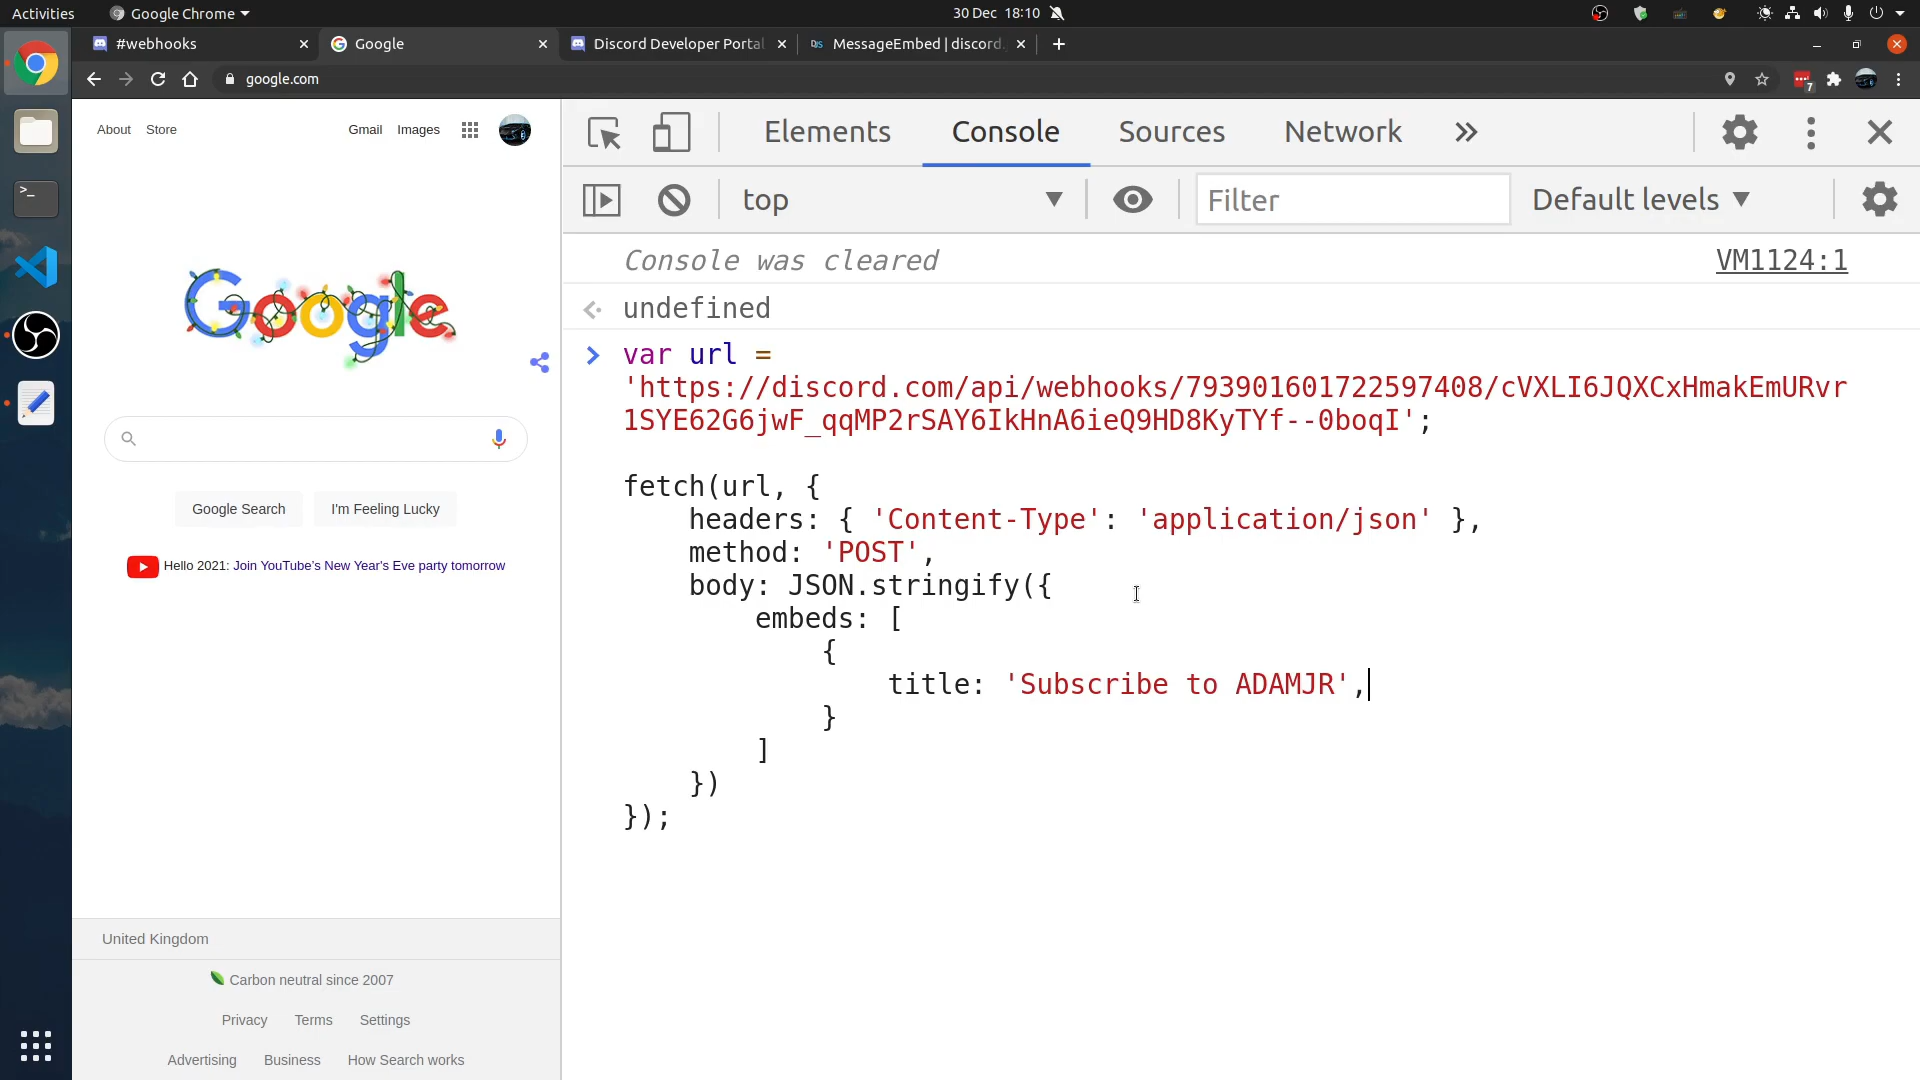 Activities
Google Chrome
30 Dec 18:10
#webhooks
Google
Discord Developer Portal
MessageEmbed | discord.
google.com
7
About
Store
Gmail
Images
Google
Google Search
I'm Feeling Lucky
Hello 2021: Join YouTube's New Year's Eve party tomorrow
United Kingdom
Carbon neutral since 2007
Privacy
Terms
Settings
Advertising
Business
How Search works
Elements
Console
Sources
Network
top
Filter
Default levels
Console was cleared
VM1124:1
undefined
var url =
'https://discord.com/api/webhooks/793901601722597408/cVXLI6JQXCxHmakEmURvr
1SYE62G6jwF_qqMP2rSAY6IkHnA6ieQ9HD8KyTYf--0boqI';
fetch(url, {
headers: { 'Content-Type': 'application/json' },
method: 'POST',
body: JSON.stringify({
embeds: [
{
title: 'Subscribe to ADAMJR',
}
]
})
});